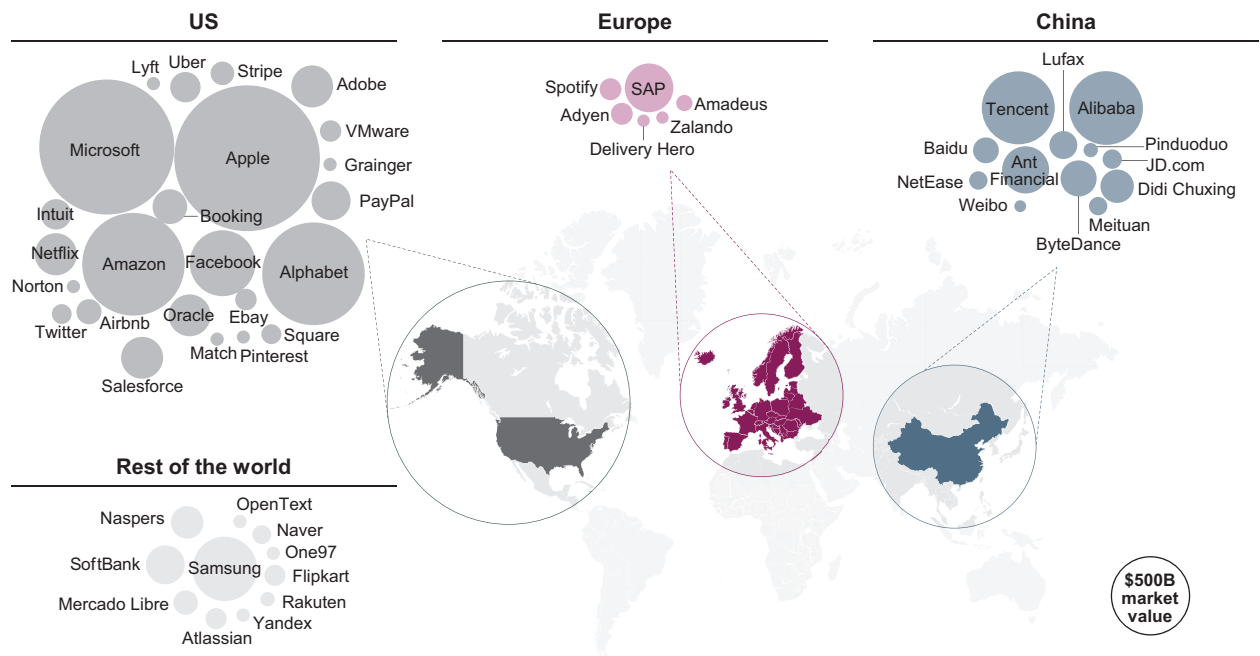 US
Lyft
Uber
Stripe
Adobe
Microsoft
Apple
VMware
Grainger
PayPal
Intuit
Booking
Netflix
Amazon
Facebook
Alphabet
Norton
Twitter
Airbnb
Oracle
Ebay
Square
Match
Pinterest
Salesforce
Europe
Spotify
SAP
Adyen
Amadeus
Zalando
Delivery Hero
China
Lufax
Tencent
Alibaba
Baidu
Pinduoduo
JD.com
Ant
Financial
NetEase
Didi Chuxing
Weibo
Meituan
ByteDance
Rest of the world
OpenText
Naspers
Naver
One97
SoftBank
Samsung
Flipkart
Mercado Libre
Rakuten
Yandex
Atlassian
$500B
market
value